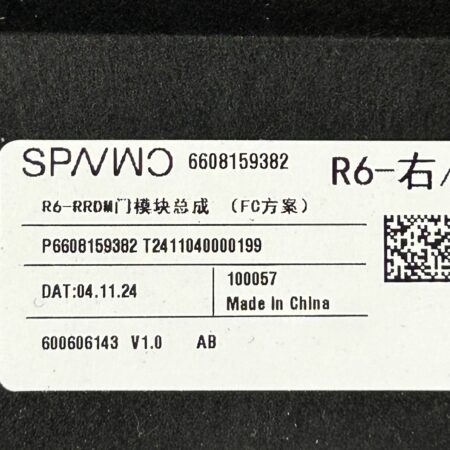 6608159382 R6-右/
R6-RRDM门模块总成 (FC方案)
P6608159382 T2411040000199
DAT:04.11.24
100057
Made in China
600606143 V1.0 AB